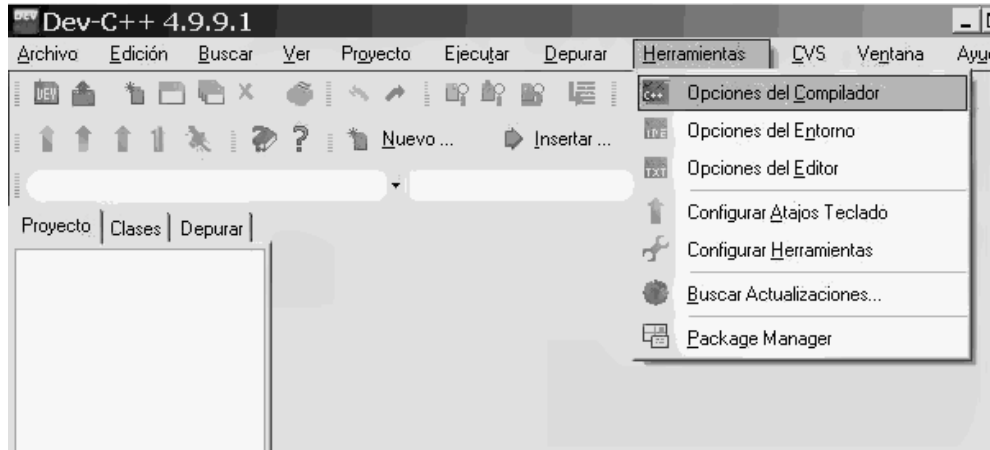 Dev-C++ 4.9.9.1
Archivo Edición Buscar Ver Proyecto Ejecutar Depurar Herramientas CVS Ventana
DEV
Nuevo ... Insertar ...
Proyecto Clases Depurar
C++ Opciones del Compilador
Opciones del Entorno
TXT Opciones del Editor
Configurar Atajos Teclado
Configurar Herramientas
Buscar Actualizaciones...
Package Manager